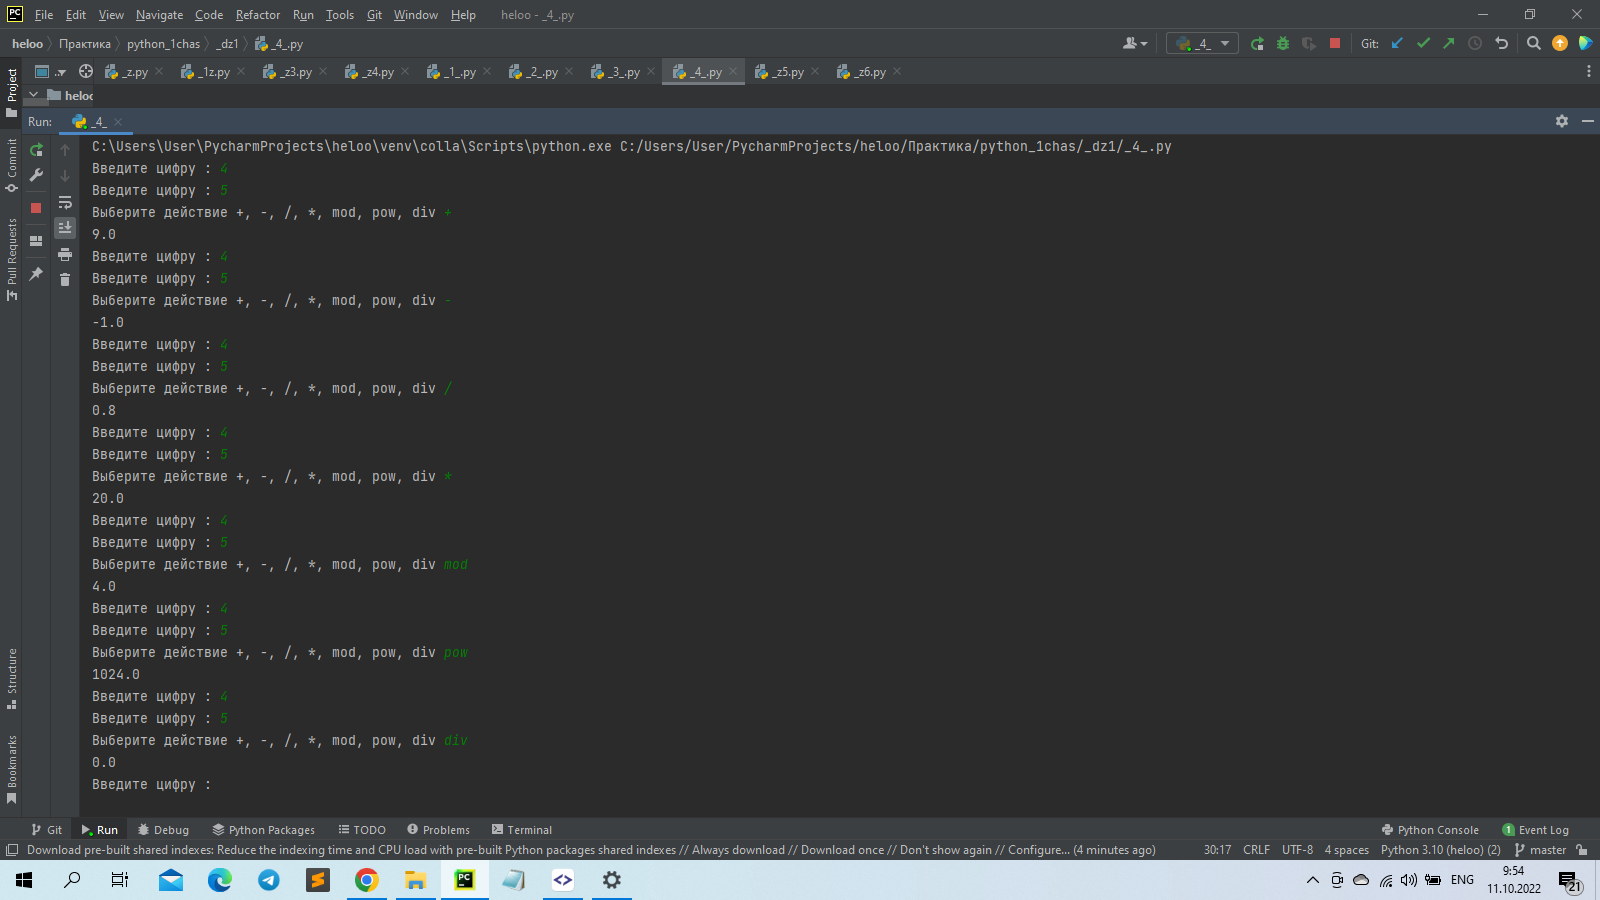 PC File Edit View Navigate Code Refactor Run Tools Git Window Help heloo - _4_.py
heloo Практика python_1chas _dz1 _4_.py _4_ Git:
.. _z.py _1z.py _z3.py _z4.py _1_.py _2_.py _3_.py _4_.py _z5.py _z6.py
Project
heloo
Run: _4_
Commit
Pull Requests
Structure
Bookmarks
C:\Users\User\PycharmProjects\heloo\venv\colla\Scripts\python.exe C:/Users/User/PycharmProjects/heloo/Практика/python_1chas/_dz1/_4_.py
Введите цифру : 4
Введите цифру : 5
Выберите действие +, -, /, *, mod, pow, div +
9.0
Введите цифру : 4
Введите цифру : 5
Выберите действие +, -, /, *, mod, pow, div -
-1.0
Введите цифру : 4
Введите цифру : 5
Выберите действие +, -, /, *, mod, pow, div /
0.8
Введите цифру : 4
Введите цифру : 5
Выберите действие +, -, /, *, mod, pow, div *
20.0
Введите цифру : 4
Введите цифру : 5
Выберите действие +, -, /, *, mod, pow, div mod
4.0
Введите цифру : 4
Введите цифру : 5
Выберите действие +, -, /, *, mod, pow, div pow
1024.0
Введите цифру : 4
Введите цифру : 5
Выберите действие +, -, /, *, mod, pow, div div
0.0
Введите цифру :
Git Run Debug Python Packages TODO Problems Terminal Python Console 1 Event Log
Download pre-built shared indexes: Reduce the indexing time and CPU load with pre-built Python packages shared indexes // Always download // Download once // Don't show again // Configure... (4 minutes ago) 30:17 CRLF UTF-8 4 spaces Python 3.10 (heloo) (2) master
PC ENG 9:54
11.10.2022 21